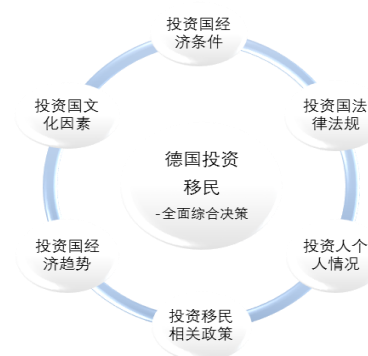 投资国经
济条件
投资国文
化因素
投资国法
律法规
德国投资
移民
-全面综合决策
投资国经
济趋势
投资人个
人情况
投资移民
相关政策